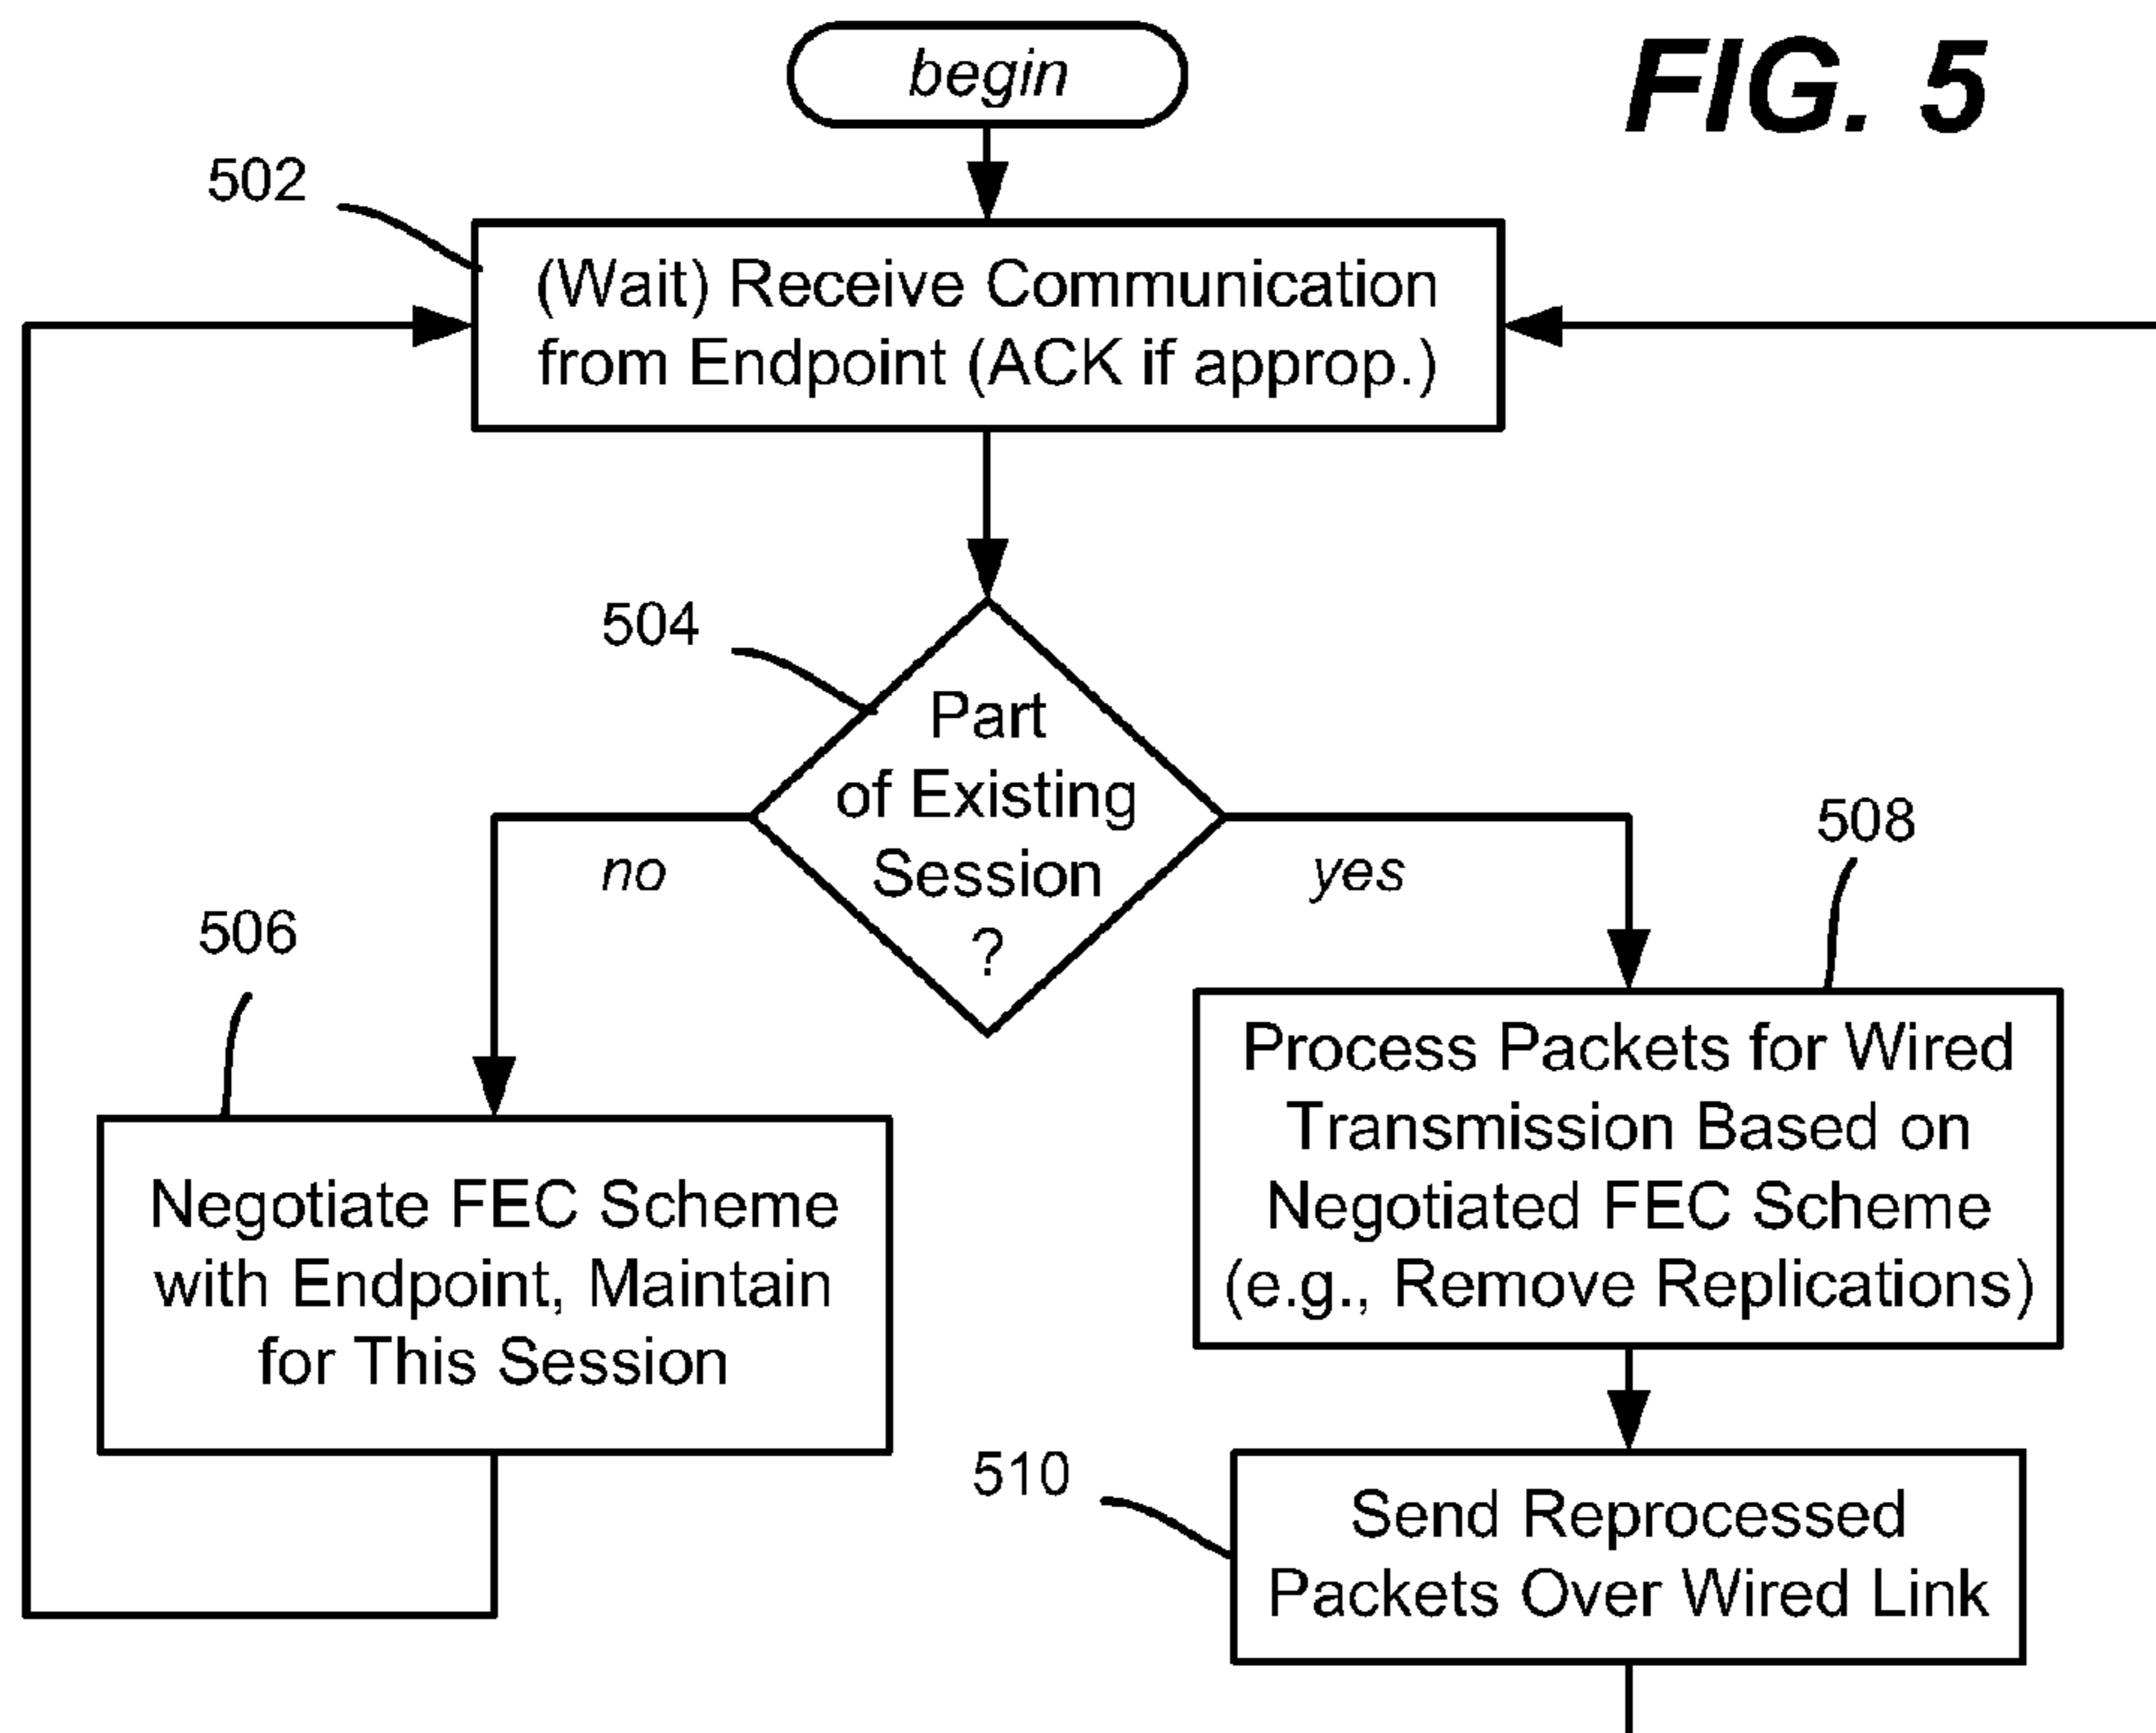 begin
FIG. 5
502
(Wait) Receive Communication
from Endpoint (ACK if approp.)
504
Part
of Existing
Session
?
no
yes
506
508
Negotiate FEC Scheme
with Endpoint, Maintain
for This Session
Process Packets for Wired
Transmission Based on
Negotiated FEC Scheme
(e.g., Remove Replications)
510
Send Reprocessed
Packets Over Wired Link